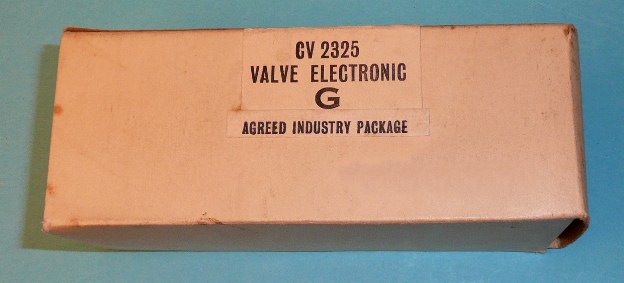 CV 2325
VALVE ELECTRONIC
G
AGREED INDUSTRY PACKAGE